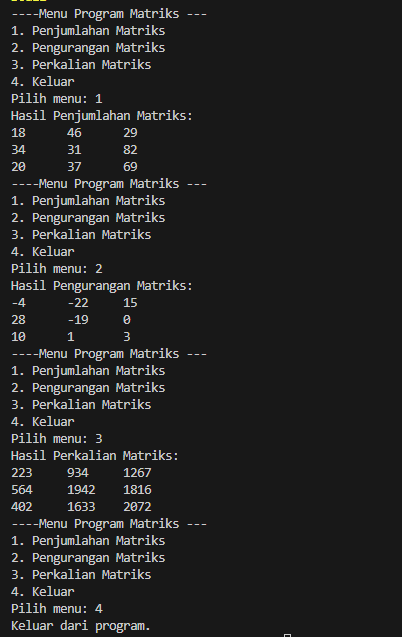 ----Menu Program Matriks ---
1. Penjumlahan Matriks
2. Pengurangan Matriks
3. Perkalian Matriks
4. Keluar
Pilih menu: 1
Hasil Penjumlahan Matriks:
18 46 29
34 31 82
20 37 69
----Menu Program Matriks ---
1. Penjumlahan Matriks
2. Pengurangan Matriks
3. Perkalian Matriks
4. Keluar
Pilih menu: 2
Hasil Pengurangan Matriks:
-4 -22 15
28 -19 0
10 1 3
----Menu Program Matriks ---
1. Penjumlahan Matriks
2. Pengurangan Matriks
3. Perkalian Matriks
4. Keluar
Pilih menu: 3
Hasil Perkalian Matriks:
223 934 1267
564 1942 1816
402 1633 2072
----Menu Program Matriks ---
1. Penjumlahan Matriks
2. Pengurangan Matriks
3. Perkalian Matriks
4. Keluar
Pilih menu: 4
Keluar dari program.